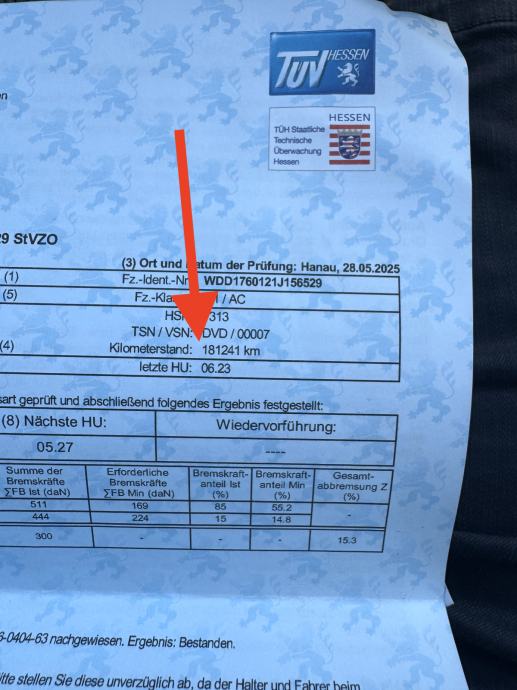 TÜV HESSEN
HESSEN
TÜH Staatliche
Technische
Überwachung
Hessen
en
29 StVZO
(3) Ort und Datum der Prüfung: Hanau, 28.05.2025
(1) Fz.-Ident.-Nr. WDD1760121J156529
(5) Fz.-Kla / AC
313
TSN / VSN: DVD / 00007
(4) Kilometerstand: 181241 km
letzte HU: 06.23
sart geprüft und abschließend folgendes Ergebnis festgestellt:
(8) Nächste HU: Wiedervorführung:
05.27 ----
Summe der Bremskräfte ∑FB Ist (daN) Erforderliche Bremskräfte ∑FB Min (daN) Bremskraft-anteil Ist (%) Bremskraft-anteil Min (%) Gesamt-abbremsung Z (%)
511 169 85 55.2 -
444 224 15 14.8
300 - - - 15.3
6-0404-63 nachgewiesen. Ergebnis: Bestanden.
itte stellen Sie diese unverzüglich ab, da der Halter und Fahrer beim